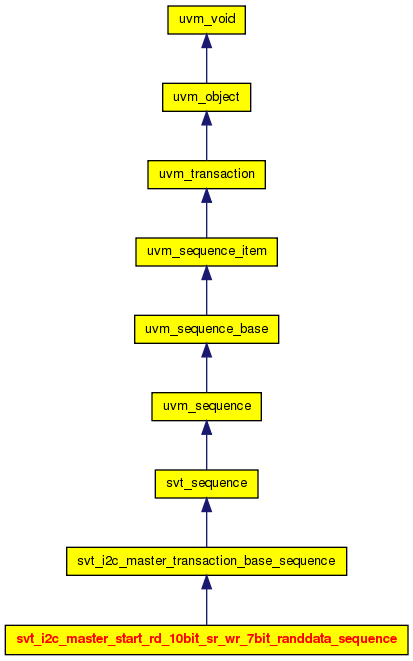 uvm_void
uvm_object
uvm_transaction
uvm_sequence_item
uvm_sequence_base
uvm_sequence
svt_sequence
svt_i2c_master_transaction_base_sequence
svt_i2c_master_start_rd_10bit_sr_wr_7bit_randdata_sequence